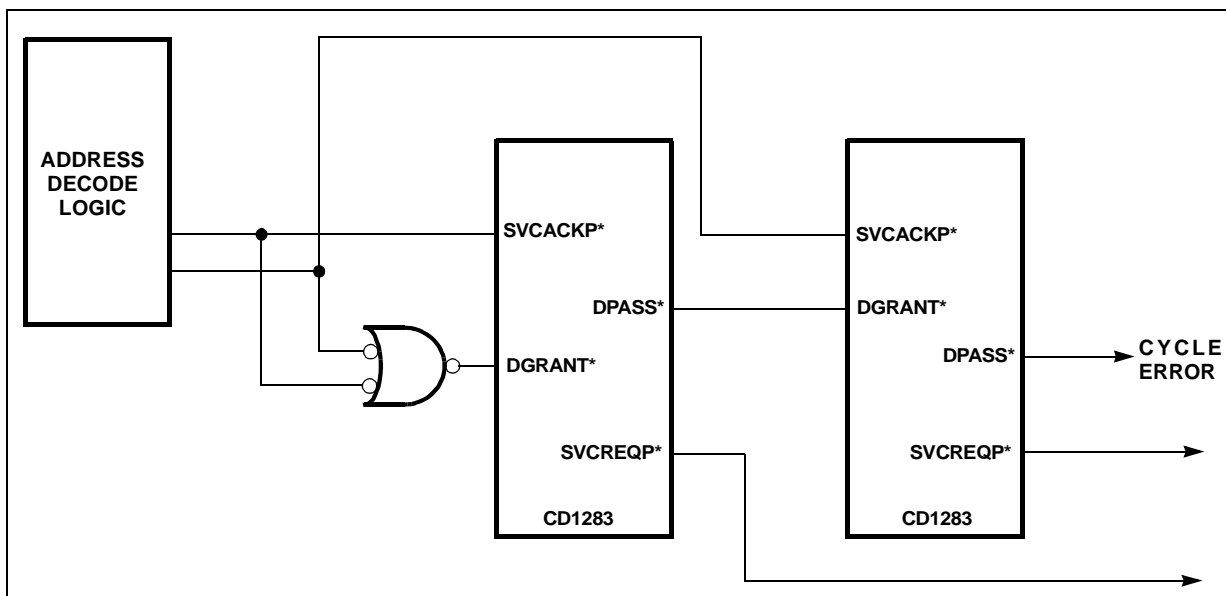 ADDRESS
DECODE
LOGIC
SVCACKP*
DPASS*
DGRANT*
SVCREQP*
CD1283
SVCACKP*
DGRANT*
DPASS*
SVCREQP*
CD1283
CYCLE
ERROR